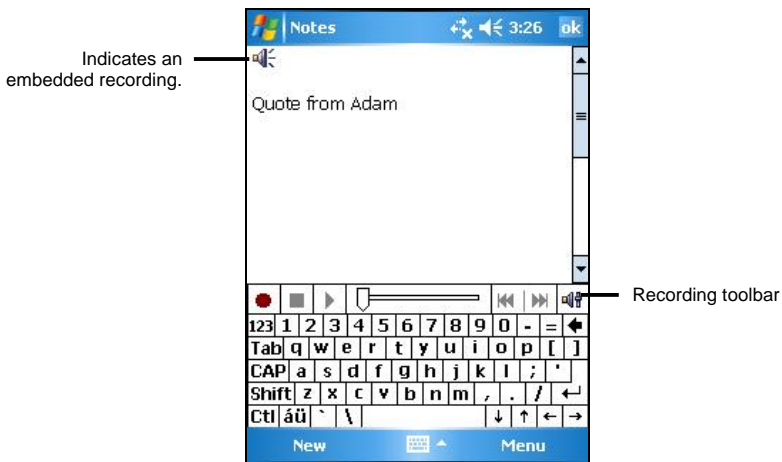 Notes 3:26 ok
Indicates an
embedded recording.
Quote from Adam
Recording toolbar
123 1 2 3 4 5 6 7 8 9 0 - =
Tab q w e r t y u i o p [ ]
CAP a s d f g h j k l ; '
Shift z x c v b n m , . /
Ctl áü ` \ ↓ ↑ ← →
New Menu